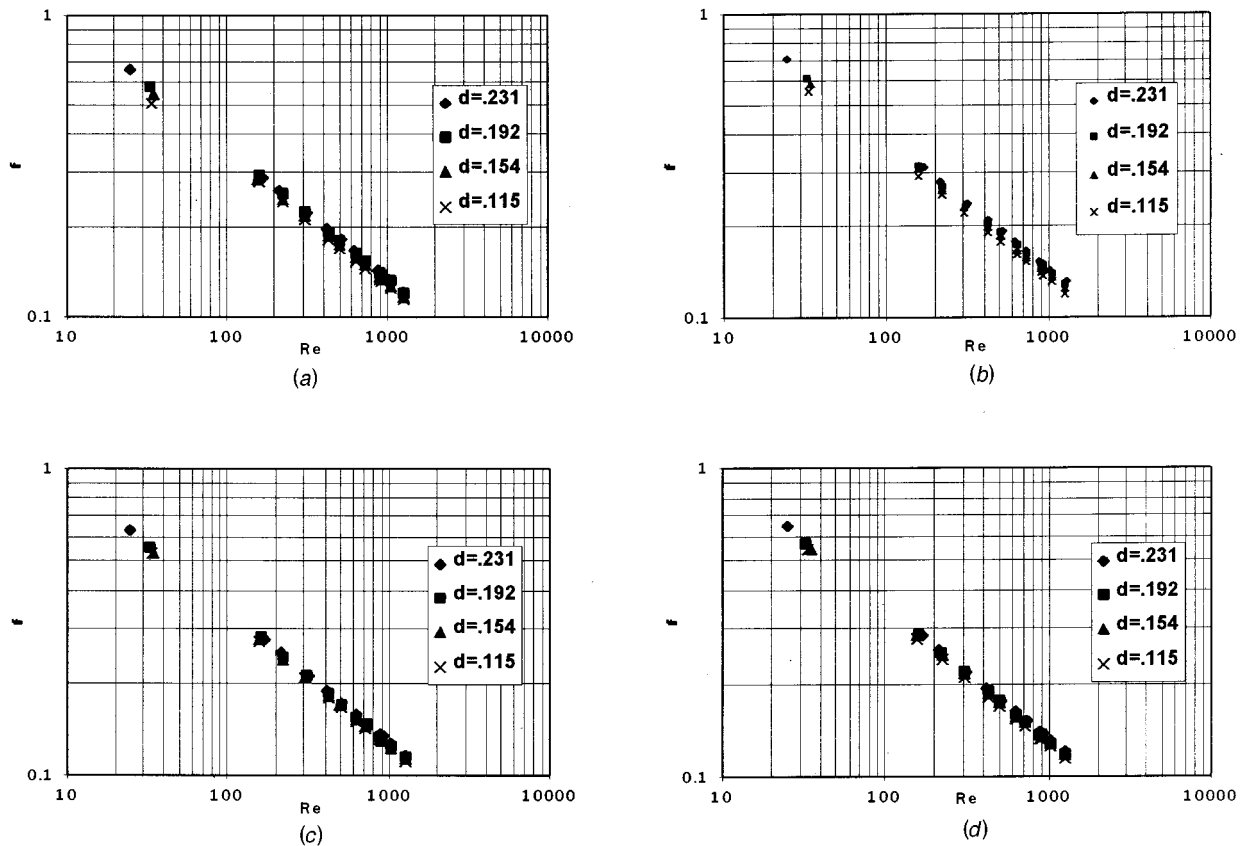 1
f
d=.231
d=.192
d=.154
d=.115
0.1
10 100 1000 10000
Re
(a)
1
f
d=.231
d=.192
d=.154
d=.115
0.1
10 100 1000 10000
Re
(b)
1
f
d=.231
d=.192
d=.154
d=.115
0.1
10 100 1000 10000
Re
(c)
1
f
d=.231
d=.192
d=.154
d=.115
0.1
10 100 1000 10000
Re
(d)